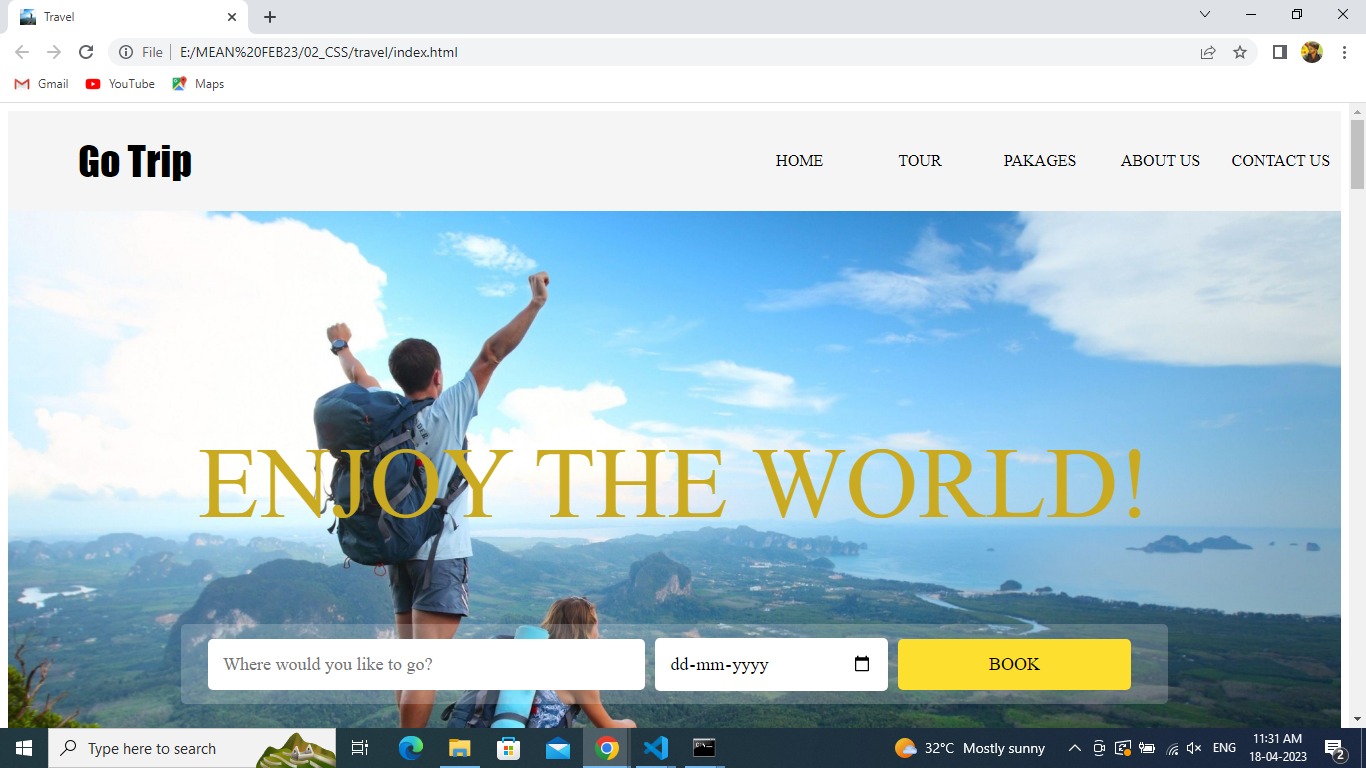 Travel
File
E:/MEAN%20FEB23/02_CSS/travel/index.html
Gmail YouTube Maps
Go Trip
HOME TOUR PAKAGES ABOUT US CONTACT US
ENJOY THE WORLD!
Where would you like to go? dd-mm-yyyy BOOK
Type here to search
32°C Mostly sunny
ENG
11:31 AM
18-04-2023
2